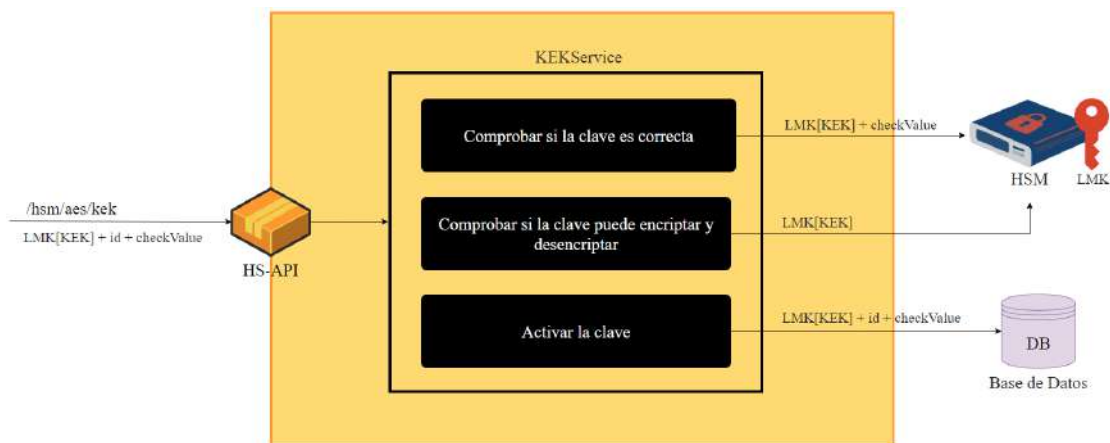 KEKService
Comprobar si la clave es correcta
LMK[KEK] + checkValue
HSM
LMK
/hsm/aes/kek
LMK[KEK] + id + checkValue
HS-API
Comprobar si la clave puede encriptar y
desencriptar
LMK[KEK]
Activar la clave
LMK[KEK] + id + checkValue
DB
Base de Datos